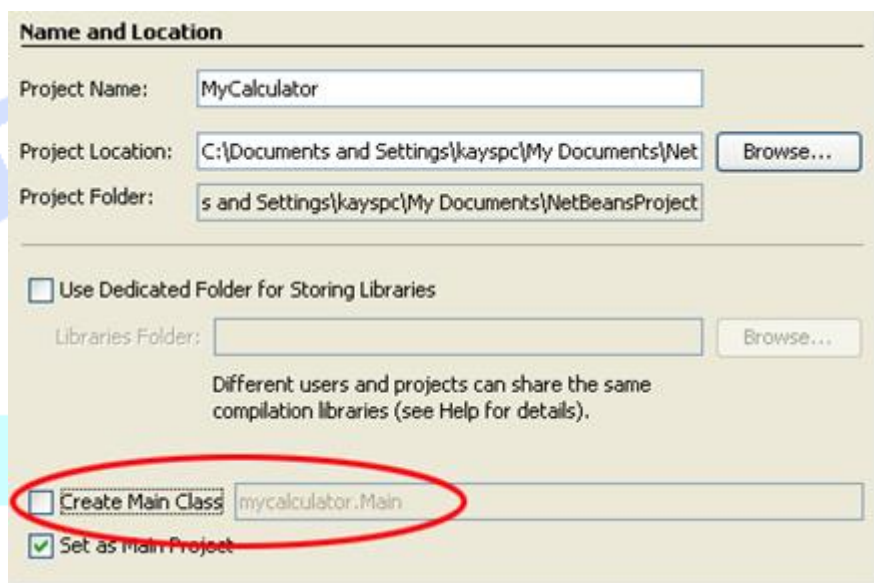 Name and Location
Project Name: MyCalculator
Project Location: C:\Documents and Settings\kayspc\My Documents\Net Browse...
Project Folder: s and Settings\kayspc\My Documents\NetBeansProject
Use Dedicated Folder for Storing Libraries
Libraries Folder: Browse...
Different users and projects can share the same
compilation libraries (see Help for details).
Create Main Class mycalculator.Main
Set as Main Project